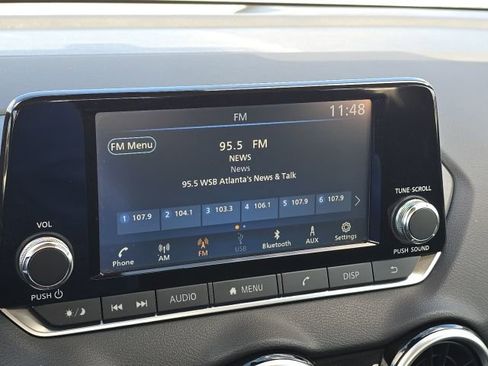 11:48
FM
FM Menu
95.5 FM
NEWS
News
95.5 WSB Atlanta's News & Talk
1 107.9 2 104.1 3 103.3 4 106.1 5 107.9 6 107.9
Phone AM FM USB Bluetooth AUX Settings
VOL
PUSH
TUNE·SCROLL
PUSH SOUND
AUDIO MENU DISP